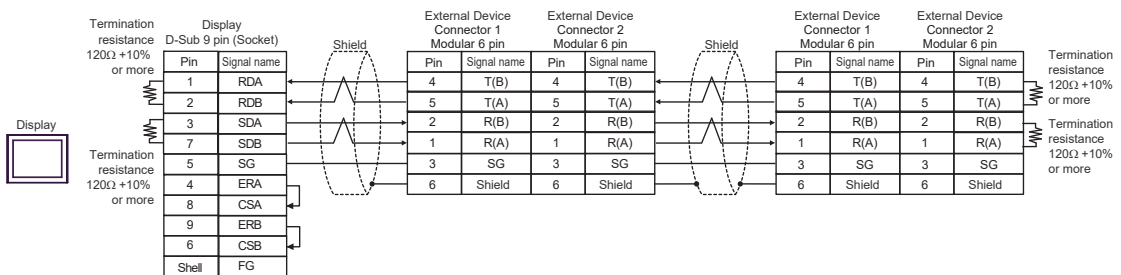 Display
Termination
resistance
120Ω +10%
or more
Termination
resistance
120Ω +10%
or more
Display
D-Sub 9 pin (Socket)
Pin Signal name
1 RDA
2 RDB
3 SDA
7 SDB
5 SG
4 ERA
8 CSA
9 ERB
6 CSB
Shell FG
Shield
External Device
Connector 1
Modular 6 pin
External Device
Connector 2
Modular 6 pin
Pin Signal name Pin Signal name
4 T(B) 4 T(B)
5 T(A) 5 T(A)
2 R(B) 2 R(B)
1 R(A) 1 R(A)
3 SG 3 SG
6 Shield 6 Shield
Shield
External Device
Connector 1
Modular 6 pin
External Device
Connector 2
Modular 6 pin
Pin Signal name Pin Signal name
4 T(B) 4 T(B)
5 T(A) 5 T(A)
2 R(B) 2 R(B)
1 R(A) 1 R(A)
3 SG 3 SG
6 Shield 6 Shield
Termination
resistance
120Ω +10%
or more
Termination
resistance
120Ω +10%
or more